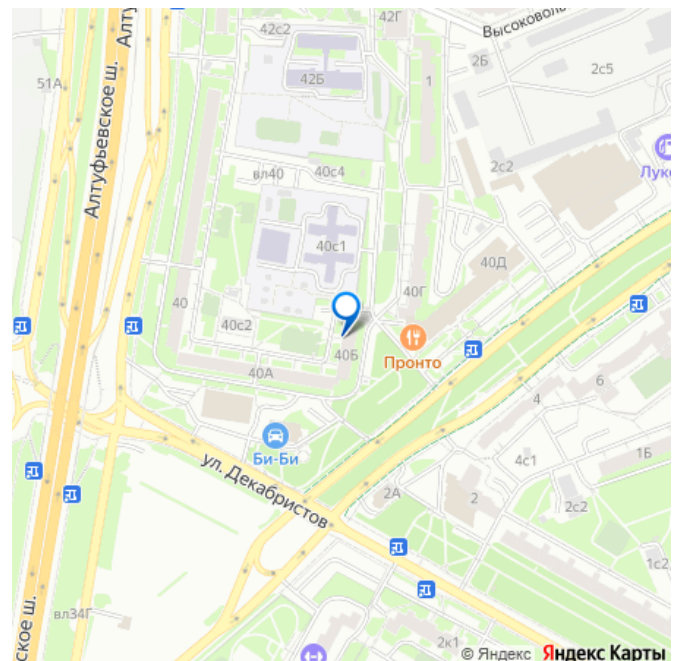 42Г
Высоковол
42с2
Алту
51А
42Б
2Б
2с5
1
Алтуфьевское ш.
2с2
Лук
вл40
40с4
40с1
40Д
40Г
40
40с2
40Б
Пронто
40А
6
4
Би-Би
ул. Декабристов
4с1
1Б
2А
2
2с2
1с2
вл34Г
ское ш.
2к1
© Яндекс Яндекс Карты